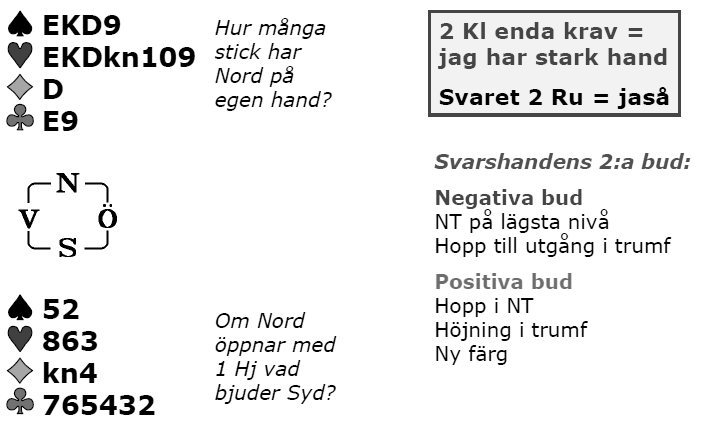 EKD9
EKDkn109
D
E9
Hur många
stick har
Nord på
egen hand?
2 Kl enda krav =
jag har stark hand
Svaret 2 Ru = jaså
Svarshandens 2:a bud:
Negativa bud
NT på lägsta nivå
Hopp till utgång i trumf
Positiva bud
Hopp i NT
Höjning i trumf
Ny färg
N
V Ö
S
52
863
kn4
765432
Om Nord
öppnar med
1 Hj vad
bjuder Syd?